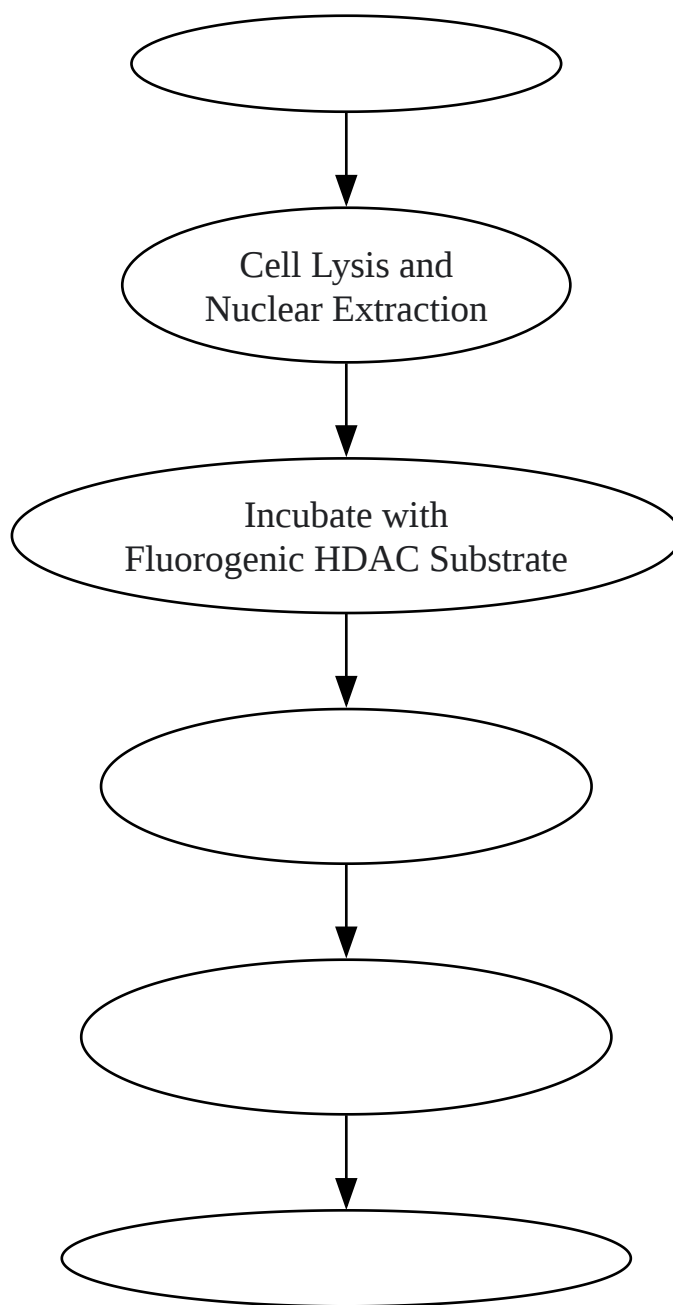 Cell Lysis and
Nuclear Extraction
Incubate with
Fluorogenic HDAC Substrate